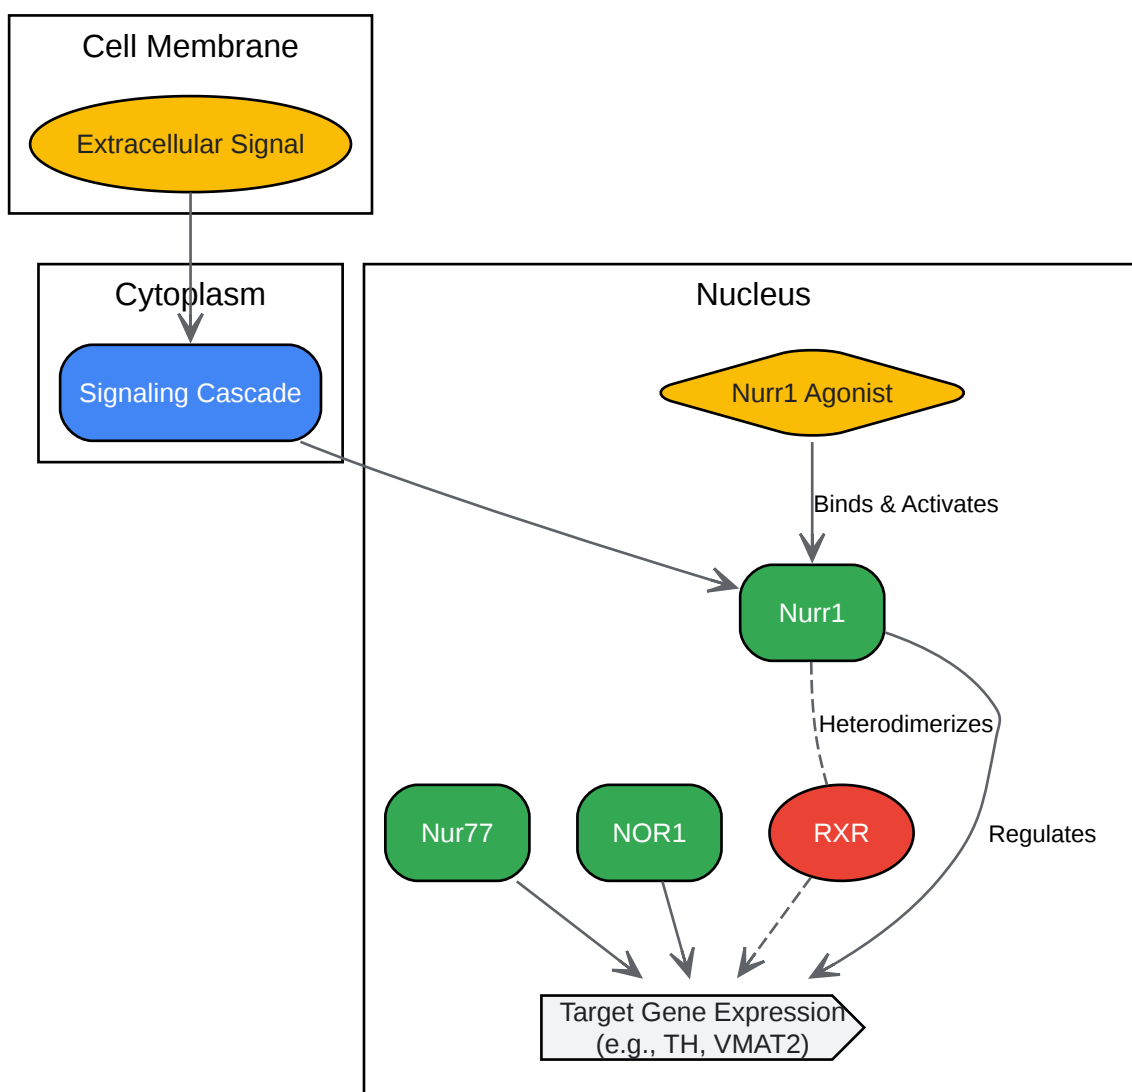 Cell Membrane
Extracellular Signal
Cytoplasm
Nucleus
Signaling Cascade
Nurr1 Agonist
Binds & Activates
Nurr1
Heterodimerizes
Nur77
NOR1
RXR
Regulates
Target Gene Expression
(e.g., TH, VMAT2)